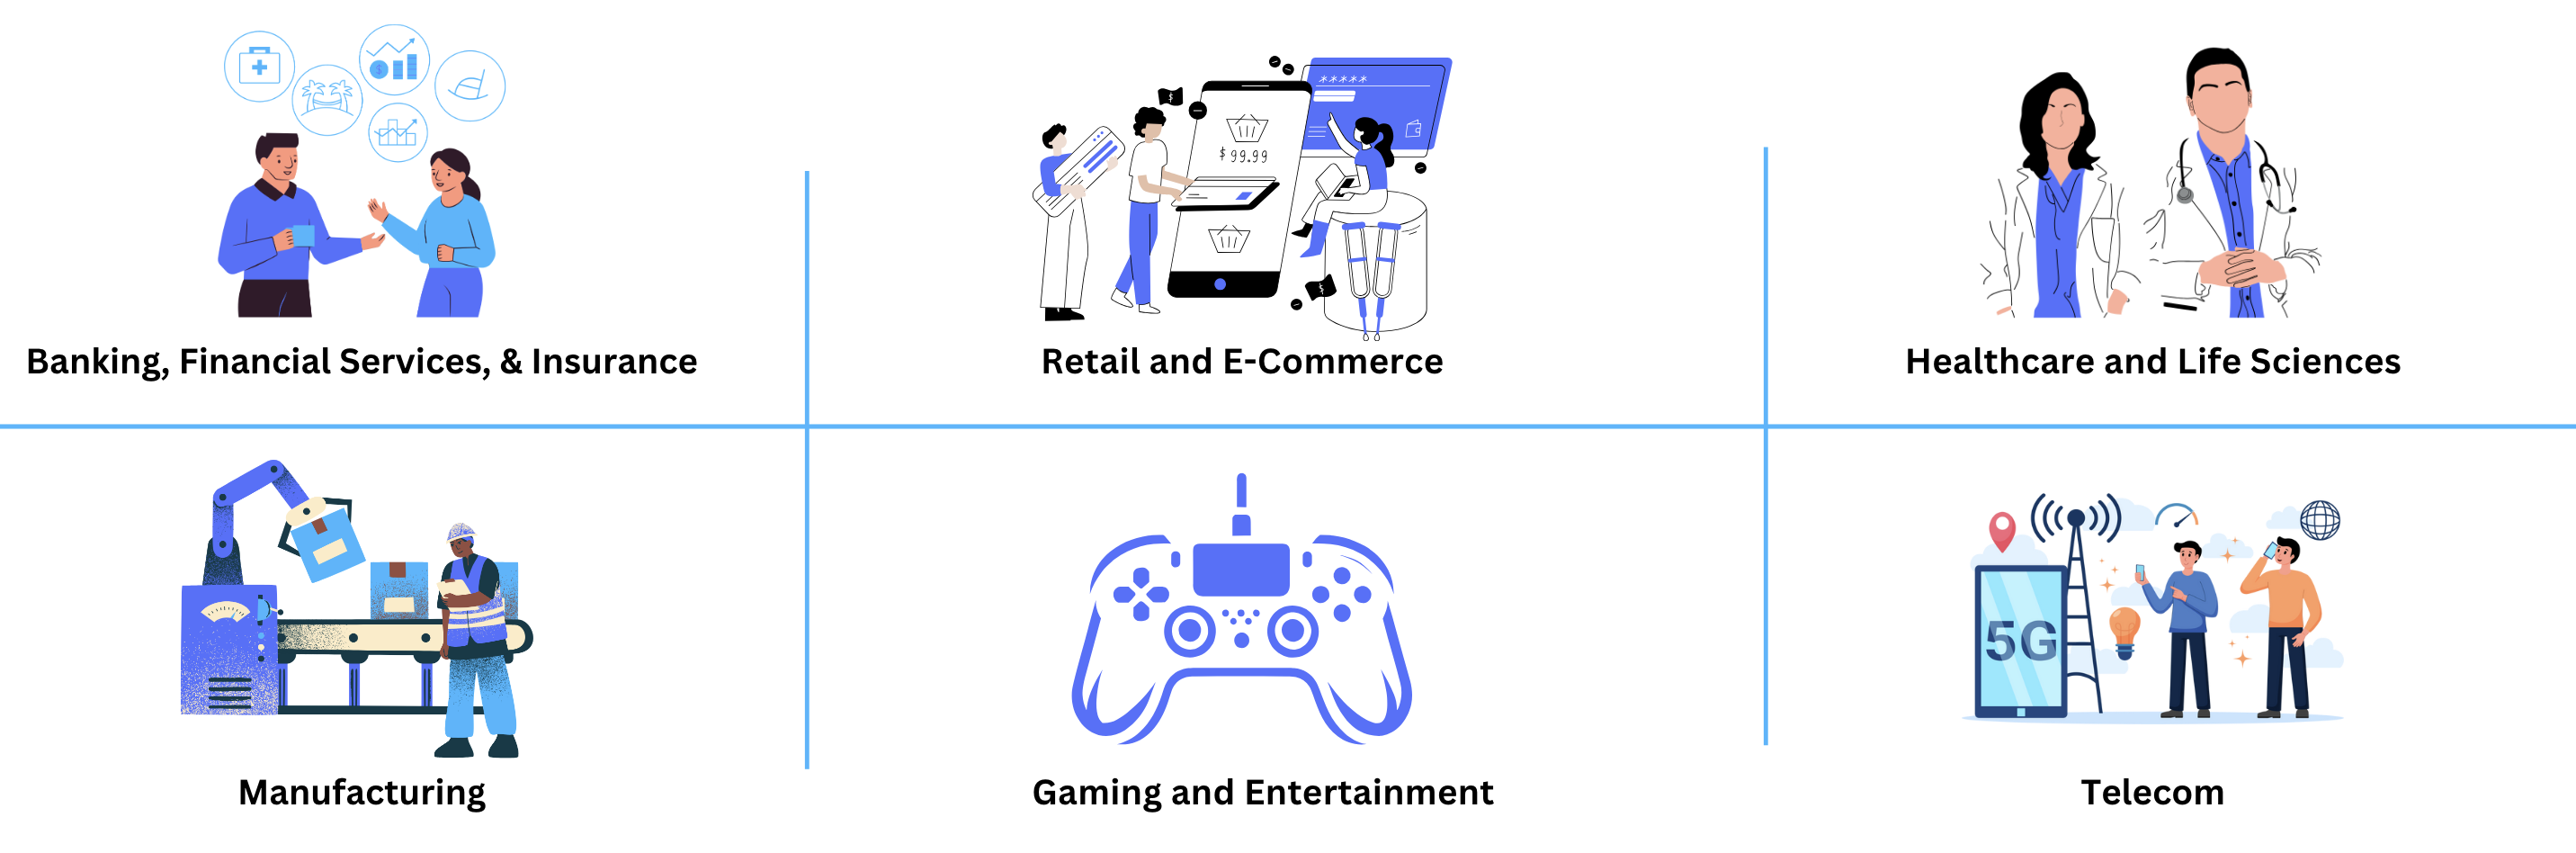 *****
$ 99.99
Banking, Financial Services, & Insurance
Retail and E-Commerce
Healthcare and Life Sciences
5G
Manufacturing
Gaming and Entertainment
Telecom